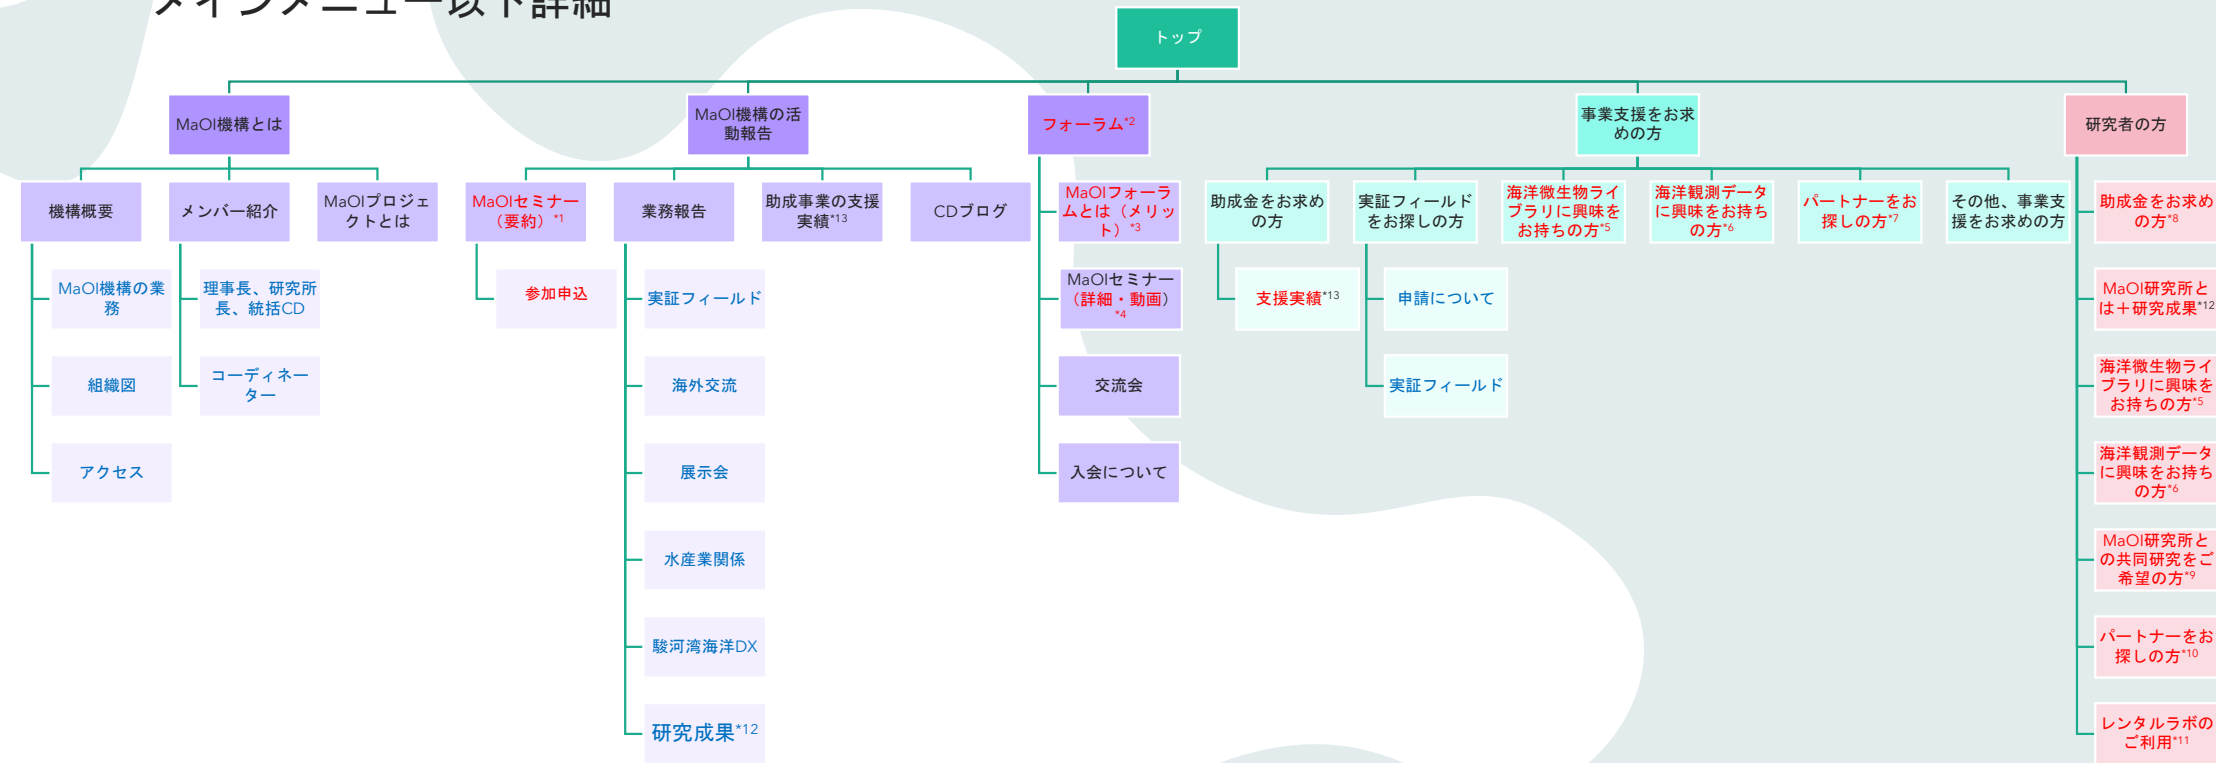 メインメニュー以下詳細
トップ
MaOI機構とは
MaOI機構の活
動報告
フォーラム*2
事業支援をお求
めの方
研究者の方
機構概要
メンバー紹介
MaOIプロジェ
クトとは
MaOIセミナー
（要約）*1
業務報告
助成事業の支援
実績*13
CDブログ
MaOIフォーラ
ムとは（メリッ
ト）*3
助成金をお求め
の方
実証フィールド
をお探しの方
海洋微生物ライ
ブラリに興味を
お持ちの方*5
海洋観測データ
に興味をお持ち
の方*6
パートナーをお
探しの方*7
その他、事業支
援をお求めの方
助成金をお求め
の方*8
MaOI機構の業
務
理事長、研究所
長、統括CD
参加申込
実証フィールド
MaOIセミナー
（詳細・動画）
*4
支援実績*13
申請について
MaOI研究所と
は＋研究成果*12
組織図
コーディネー
ター
海外交流
交流会
実証フィールド
海洋微生物ライ
ブラリに興味を
お持ちの方*5
アクセス
展示会
入会について
海洋観測データ
に興味をお持ち
の方*6
水産業関係
MaOI研究所と
の共同研究をご
希望の方*9
駿河湾海洋DX
パートナーをお
探しの方*10
研究成果*12
レンタルラボの
ご利用*11